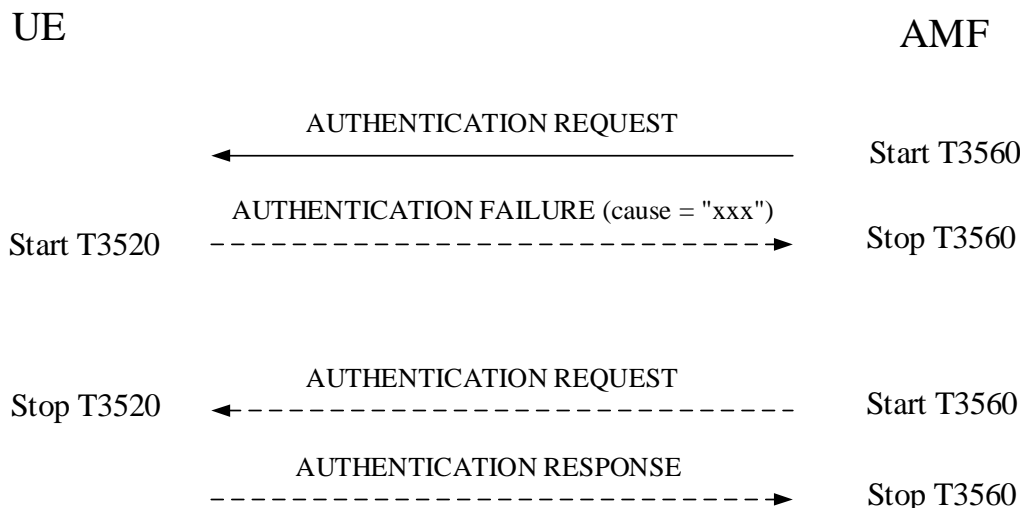 UE
AMF
AUTHENTICATION REQUEST
Start T3560
AUTHENTICATION FAILURE (cause = "xxx")
Start T3520
Stop T3560
AUTHENTICATION REQUEST
Stop T3520
Start T3560
AUTHENTICATION RESPONSE
Stop T3560